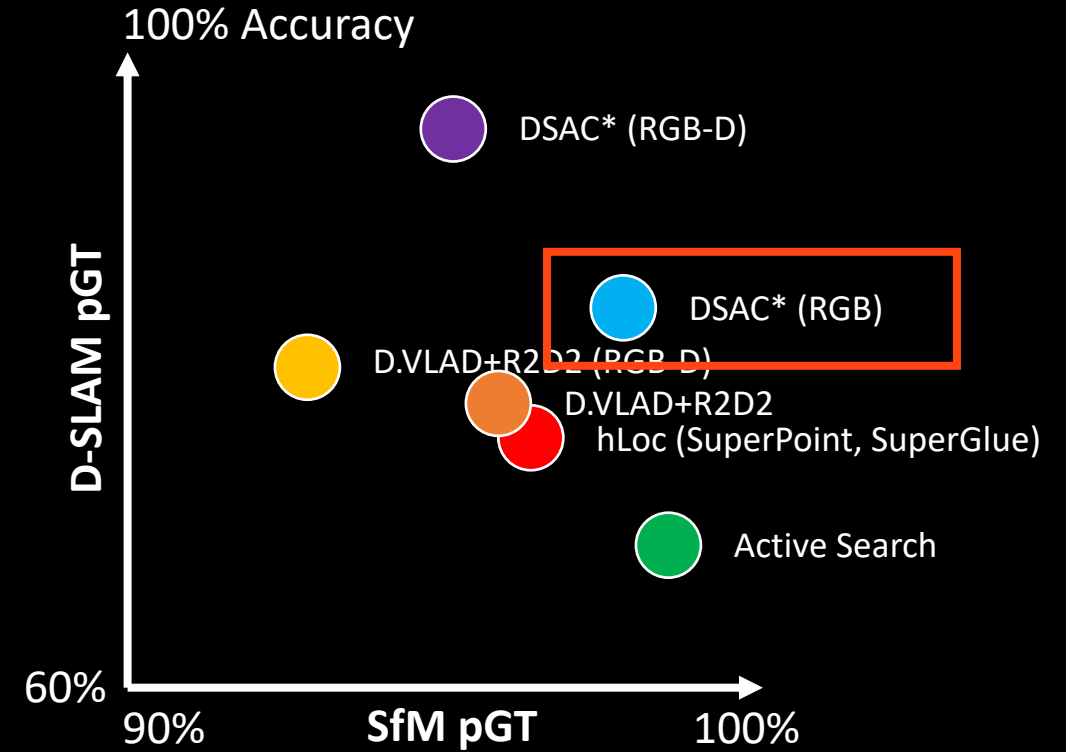 100% Accuracy
DSAC* (RGB-D)
D-SLAM pGT
DSAC* (RGB)
D.VLAD+R2D2 (RGB-D)
D.VLAD+R2D2
hLoc (SuperPoint, SuperGlue)
Active Search
60%
90%
SfM pGT
100%